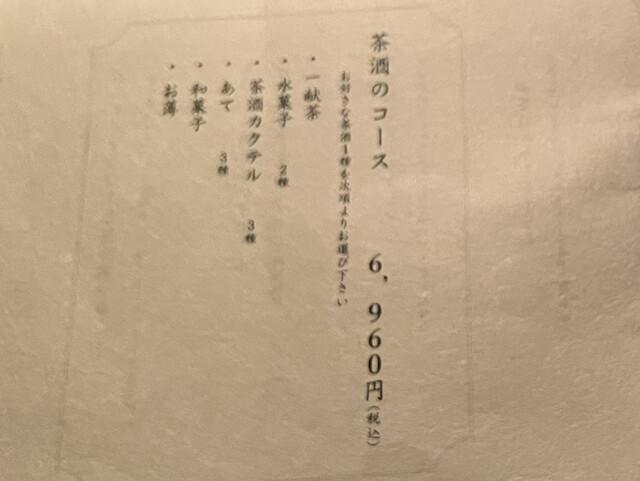 茶酒のコース 6,960円(税込)
お好きな茶酒1種を次頃よりお選び下さい
・一献茶
・水菓子 2種
・茶酒カクテル 3種
・あて 3種
・和菓子
・お薄